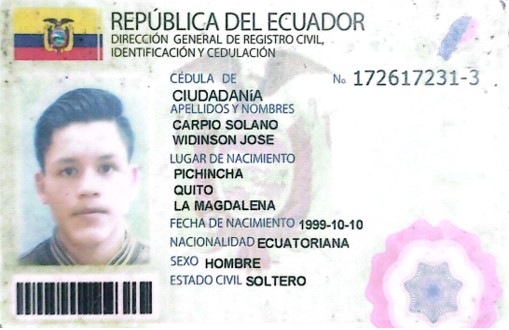 REPÚBLICA DEL ECUADOR
DIRECCIÓN GENERAL DE REGISTRO CIVIL,
IDENTIFICACIÓN Y CEDULACIÓN
CÉDULA DE No. 172617231-3
CIUDADANíA
APELLIDOS Y NOMBRES
CARPIO SOLANO
WIDINSON JOSE
LUGAR DE NACIMIENTO
PICHINCHA
QUITO
LA MAGDALENA
FECHA DE NACIMIENTO 1999-10-10
NACIONALIDAD ECUATORIANA
SEXO HOMBRE
ESTADO CIVIL SOLTERO